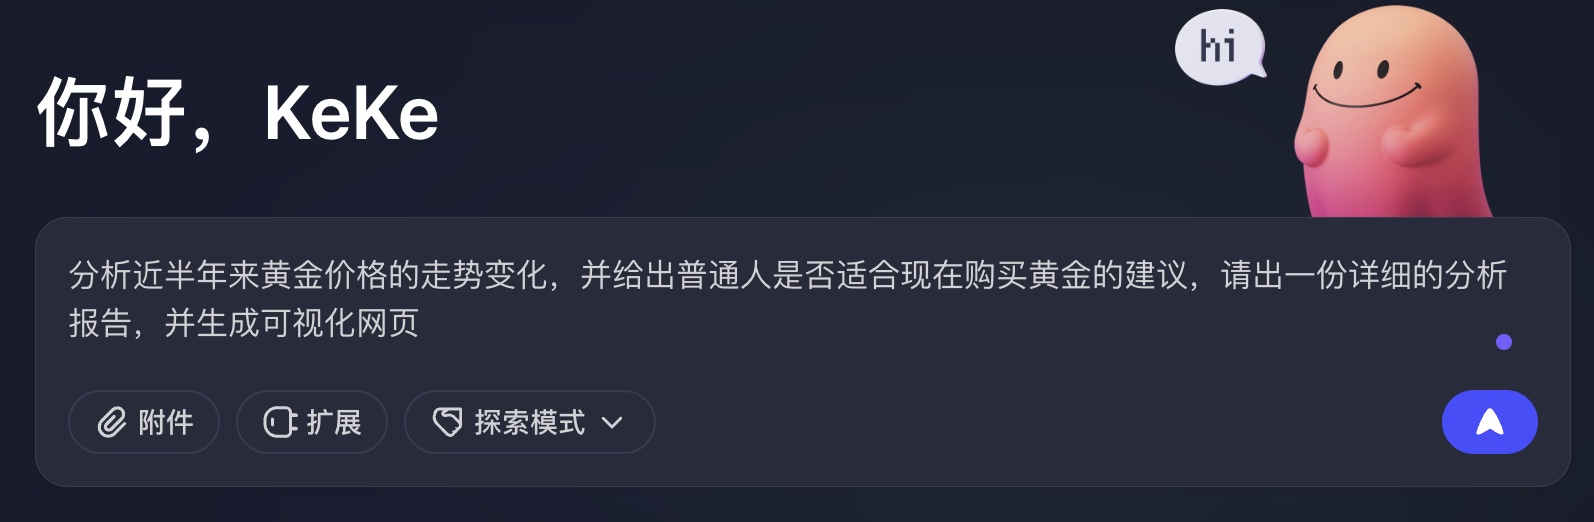 hi
你好，KeKe
分析近半年来黄金价格的走势变化，并给出普通人是否适合现在购买黄金的建议，请出一份详细的分析
报告，并生成可视化网页
附件 扩展 探索模式